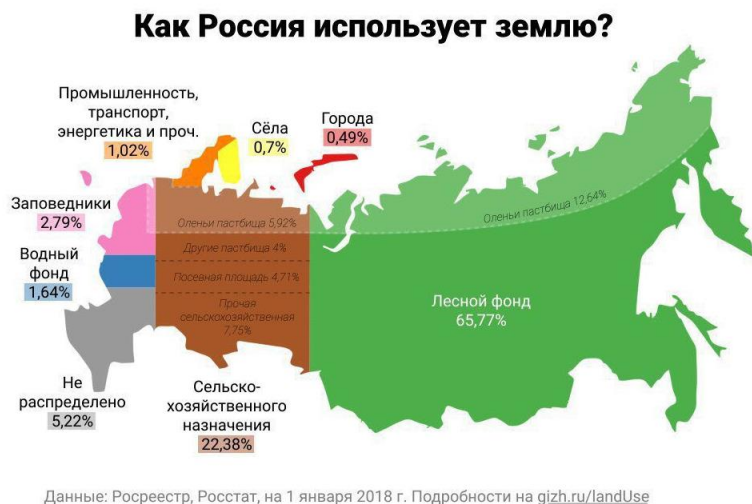 Как Россия использует землю?
Промышленность,
транспорт,
энергетика и проч.
1,02%
Сёла
0,7%
Города
0,49%
Заповедники
2,79%
Водный
фонд
1,64%
Не
распределено
5,22%
Оленьи пастбища 5,92%
Другие пастбища 4%
Посевная площадь 4,71%
Прочая
сельскохозяйственная
7,75%
Сельско-
хозяйственного
назначения
22,38%
Оленьи пастбища 12,64%
Лесной фонд
65,77%
Данные: Росреестр, Росстат, на 1 января 2018 г. Подробности на gizh.ru/landUse